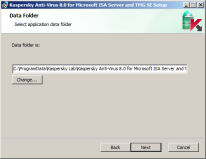 Kaspersky Anti-Virus 8.0 for Microsoft ISA Server and TMG SE Setup
Data Folder
Select application data folder
Data folder is:
C:\ProgramData\Kaspersky Lab\Kaspersky Anti-Virus 8.0 for Microsoft ISA Server and T
Change...
Back
Next
Cancel